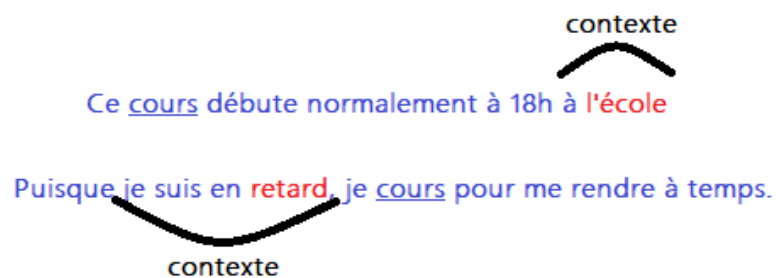 contexte
Ce cours débute normalement à 18h à l'école
Puisque je suis en retard, je cours pour me rendre à temps.
contexte